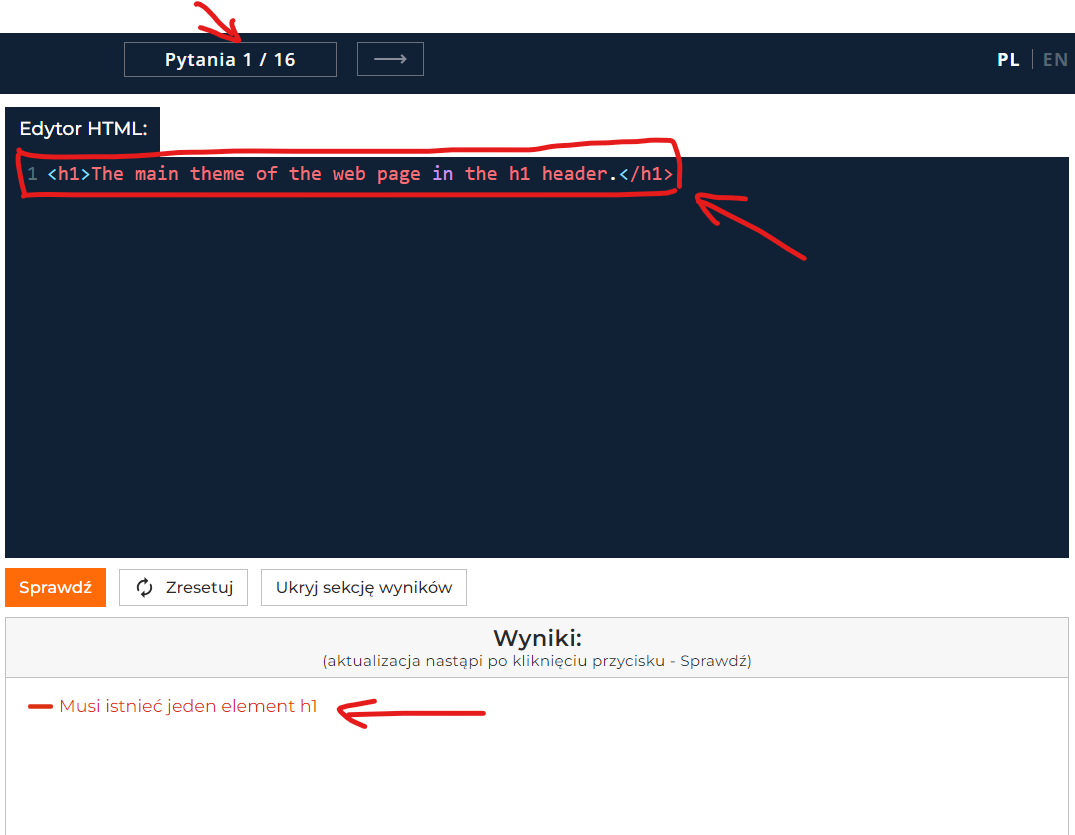 Pytania 1 / 16
PL | EN
Edytor HTML:
1 <h1>The main theme of the web page in the h1 header.</h1>
Sprawdź
Zresetuj
Ukryj sekcję wyników
Wyniki:
(aktualizacja nastąpi po kliknięciu przycisku - Sprawdź)
Musi istnieć jeden element h1